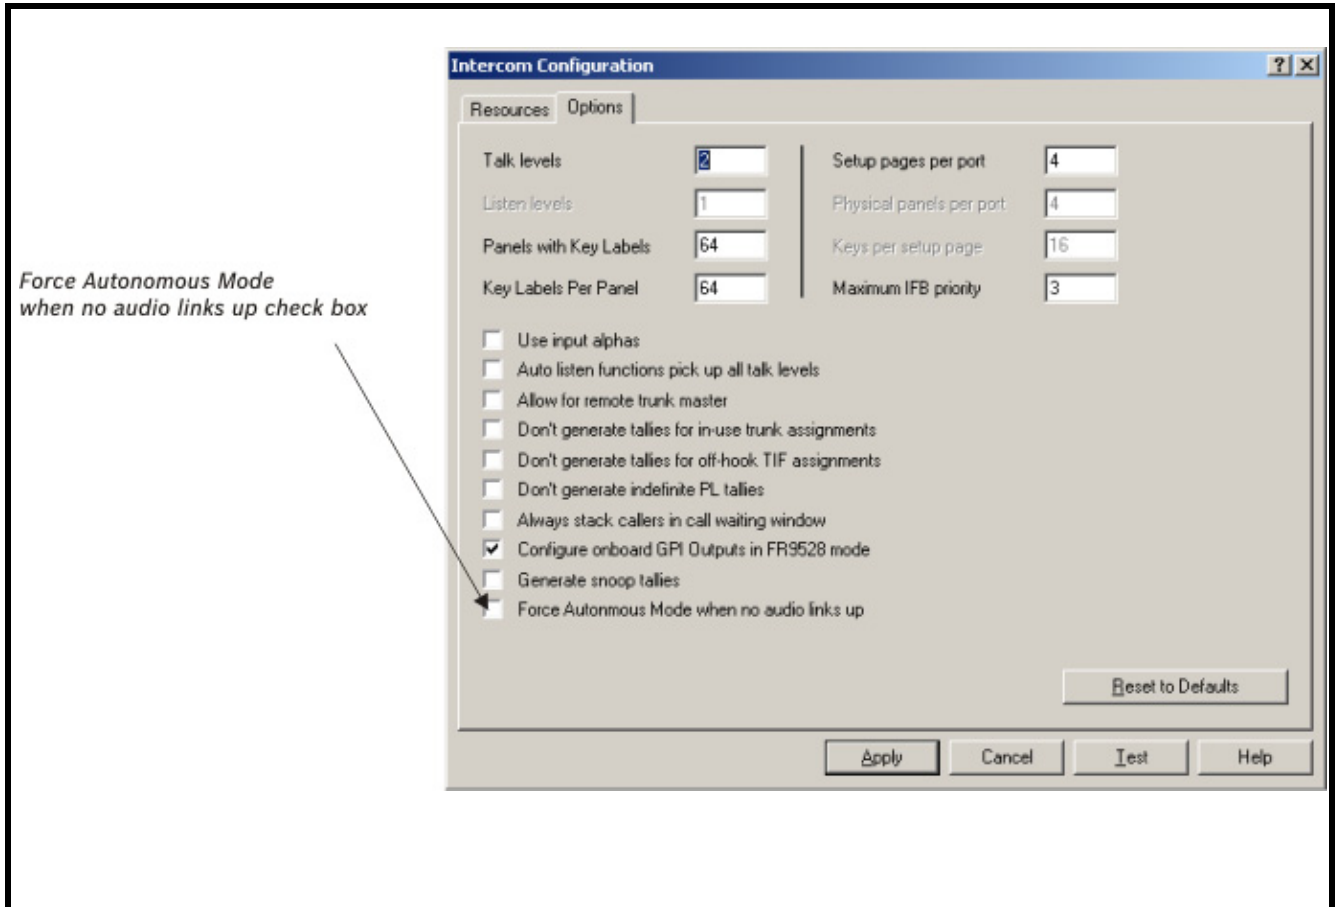 Intercom Configuration
Resources Options
Talk levels 2 Setup pages per port 4
Listen levels 1 Physical panels per port 4
Panels with Key Labels 64 Keys per setup page 16
Key Labels Per Panel 64 Maximum IFB priority 3
Force Autonomous Mode
when no audio links up check box
Use input alphas
Auto listen functions pick up all talk levels
Allow for remote trunk master
Don't generate tallies for in-use trunk assignments
Don't generate tallies for off-hook TIF assignments
Don't generate indefinite PL tallies
Always stack callers in call waiting window
Configure onboard GPI Outputs in FR9528 mode
Generate snoop tallies
Force Autonmous Mode when no audio links up
Reset to Defaults
Apply Cancel Test Help